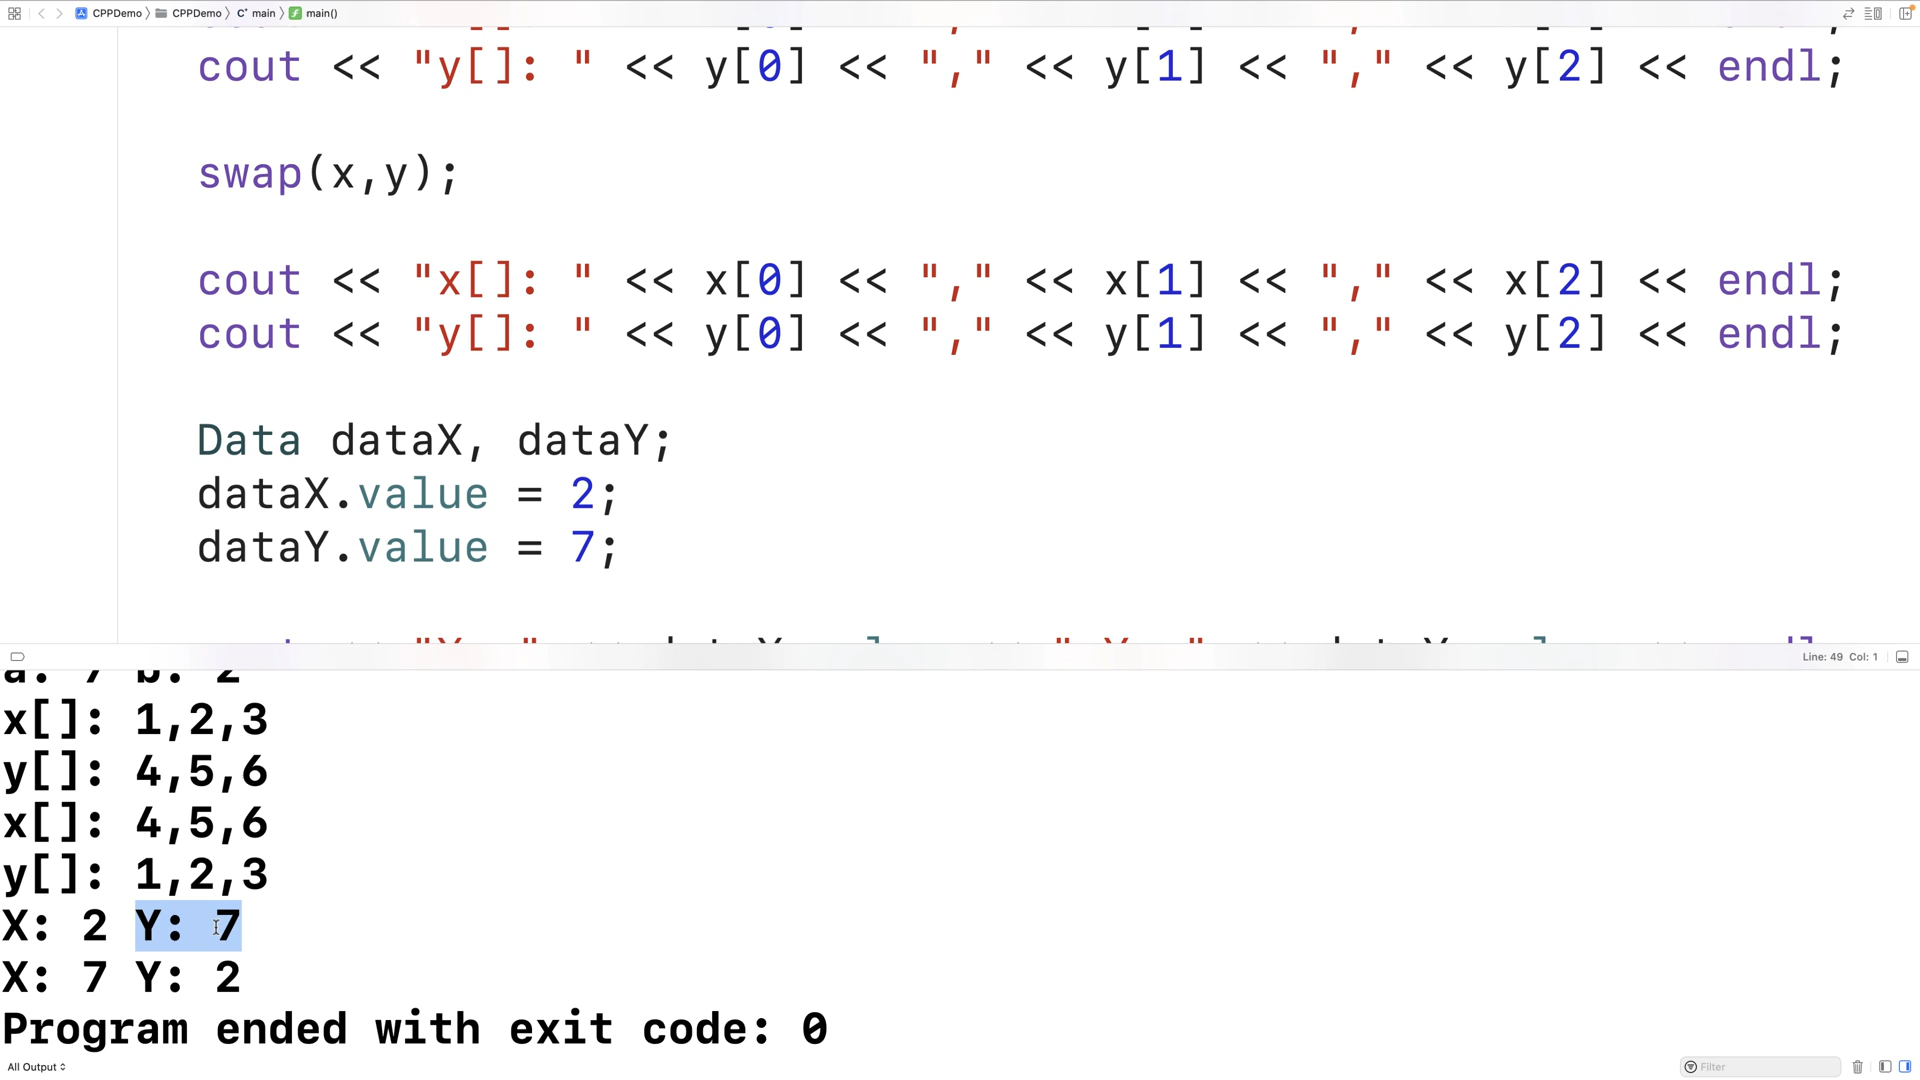 CPPDemo CPPDemo C+ main f main()
cout << "y[]: " << y[0] << "," << y[1] << "," << y[2] << endl;
swap(x,y);
cout << "x[]: " << x[0] << "," << x[1] << "," << x[2] << endl;
cout << "y[]: " << y[0] << "," << y[1] << "," << y[2] << endl;
Data dataX, dataY;
dataX.value = 2;
dataY.value = 7;
Line: 49 Col: 1
a: 7 b: 2
x[]: 1,2,3
y[]: 4,5,6
x[]: 4,5,6
y[]: 1,2,3
X: 2 Y: 7
X: 7 Y: 2
Program ended with exit code: 0
All Output
Filter